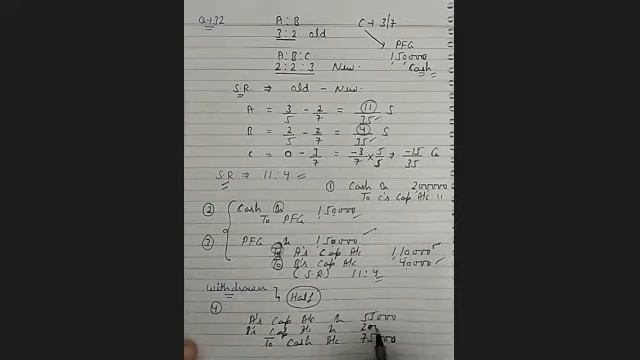 Q→32
A:B
3:2 old
C → 3/7
PFG
150000
Cash
A:B:C
2:2:3 New
S.R. ⇒ old - New
A = 3/5 - 2/7 = 11/35 S
B = 2/5 - 2/7 = 4/35 S
C = 0 - 3/7 = -3/7 × 5/5 = -15/35 G
S.R ⇒ 11:4
① Cash Dr 200000
To C's Cap A/c 11
② Cash Dr 150000
To PFG
③ PFG Dr 150000
To A's Cap A/c 110000
To B's Cap A/c 40000
(S.R) 11:4
Withdrawn } Half
④
A's Cap A/c Dr 55000
B's Cap A/c Dr 200
To Cash A/c 75000